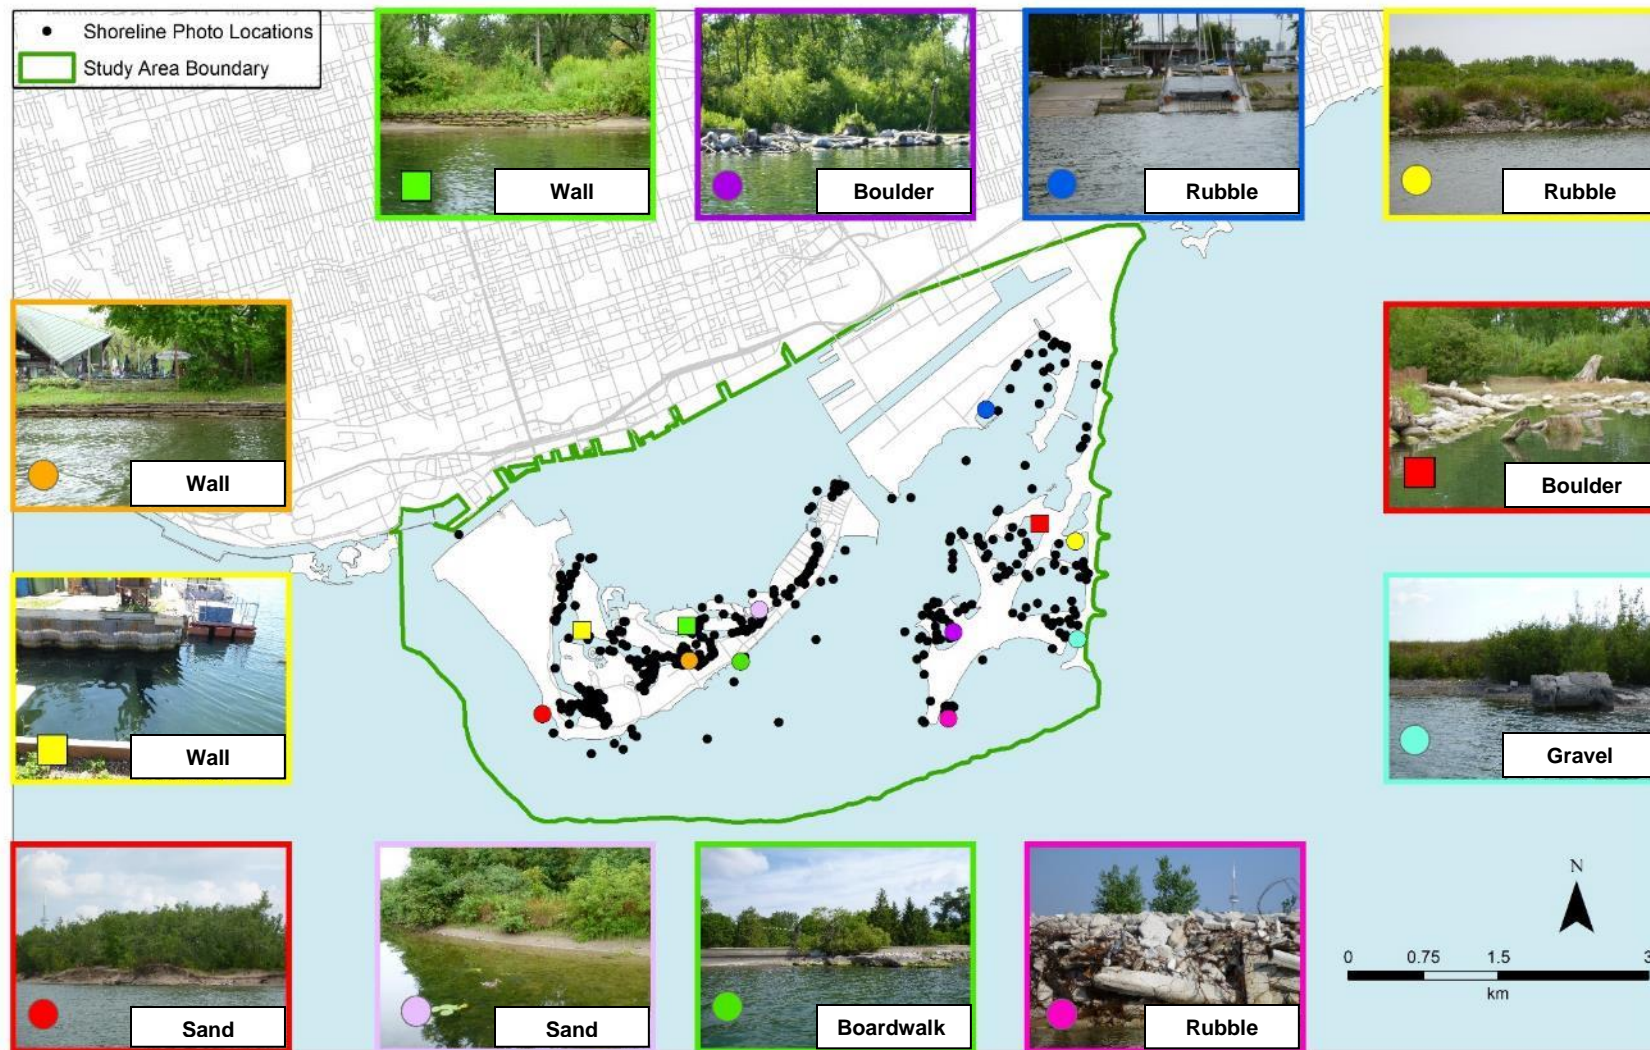 Shoreline Photo Locations
Study Area Boundary
Wall
Boulder
Rubble
Rubble
Wall
Boulder
Wall
Gravel
Sand
Sand
Boardwalk
Rubble
N
0 0.75 1.5 3
km